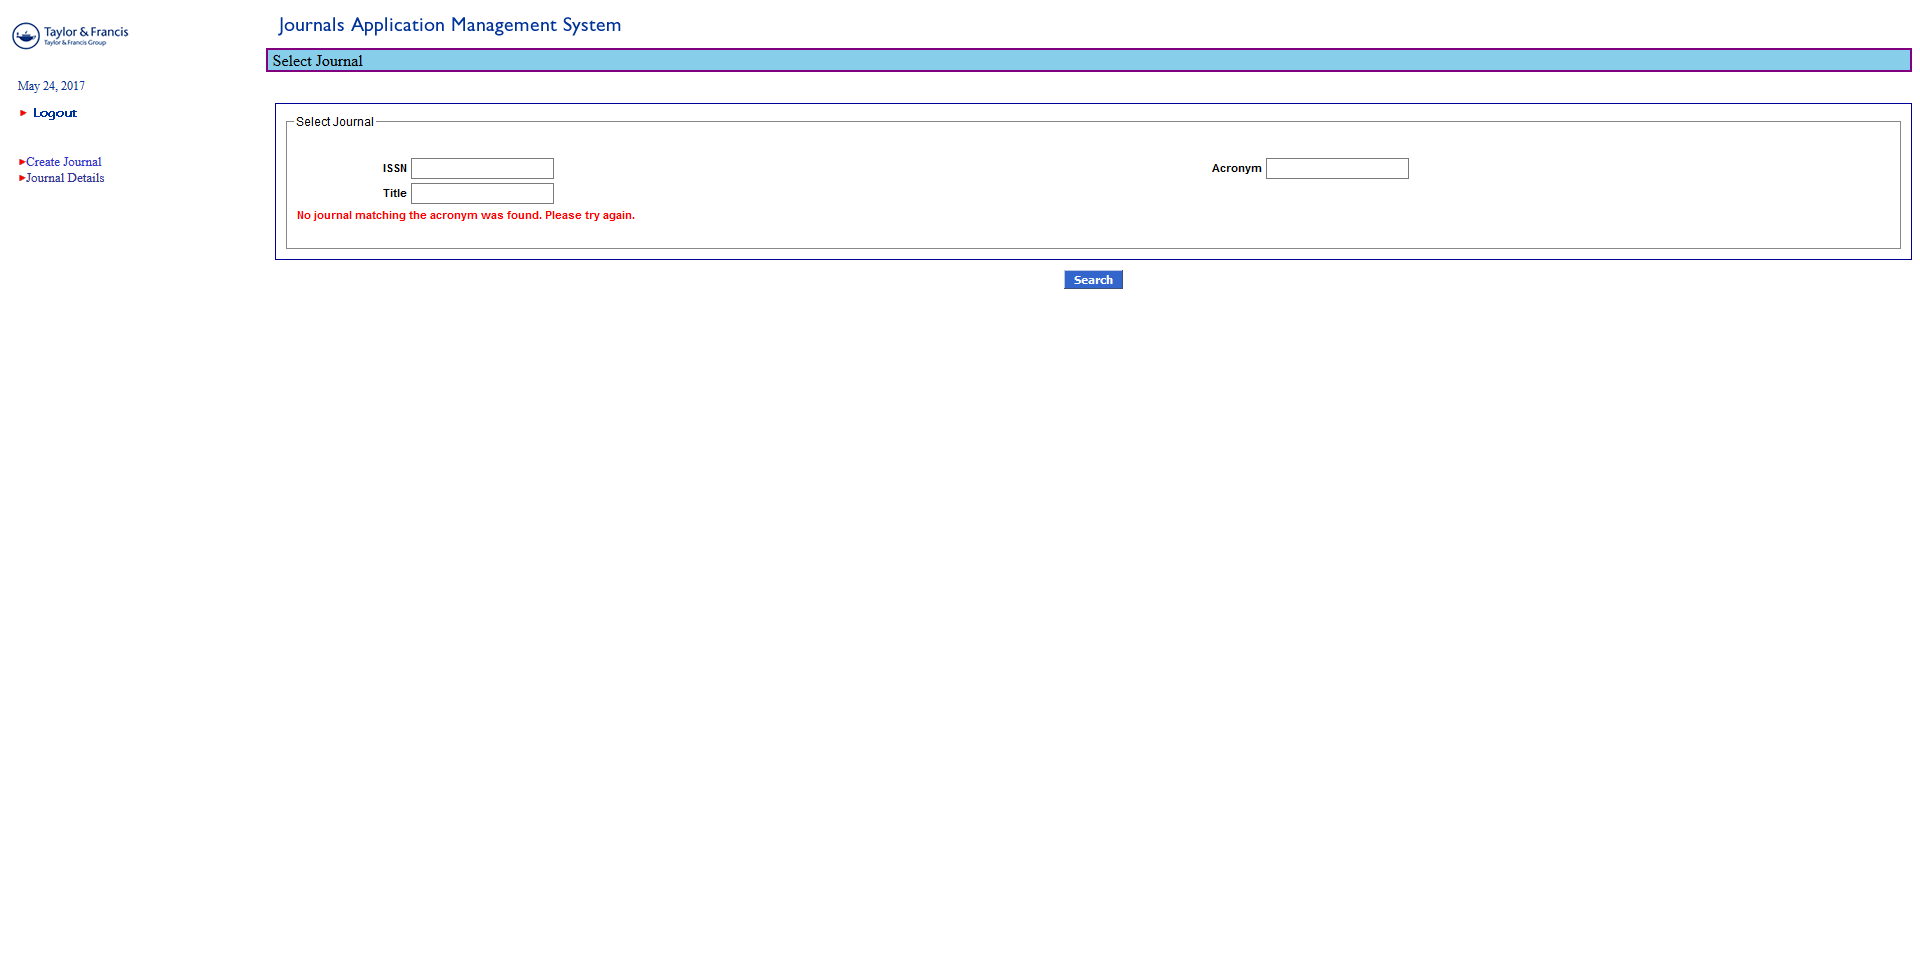 Taylor & Francis
Taylor & Francis Group
May 24, 2017
Logout
Create Journal
Journal Details
Journals Application Management System
Select Journal
Select Journal
ISSN Acronym
Title
No journal matching the acronym was found. Please try again.
Search